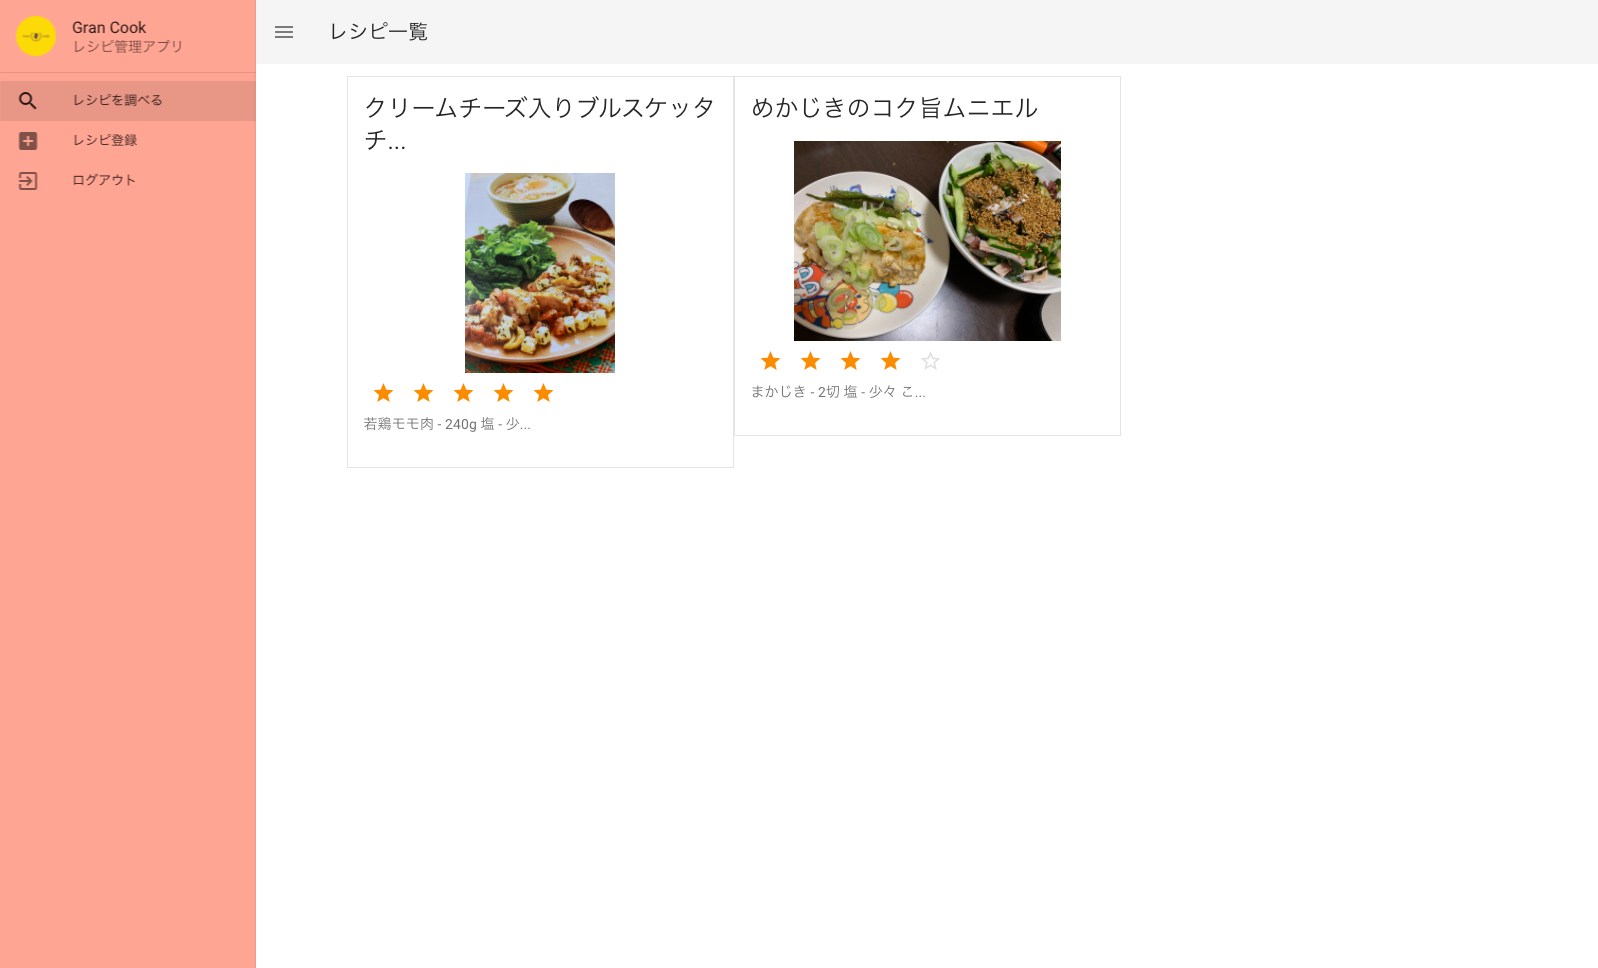 Gran Cook
レシピ管理アプリ
レシピを調べる
レシピ登録
ログアウト
レシピ一覧
クリームチーズ入りブルスケッタ
チ...
若鶏モモ肉 - 240g 塩 - 少...
めかじきのコク旨ムニエル
まかじき - 2切 塩 - 少々 こ...